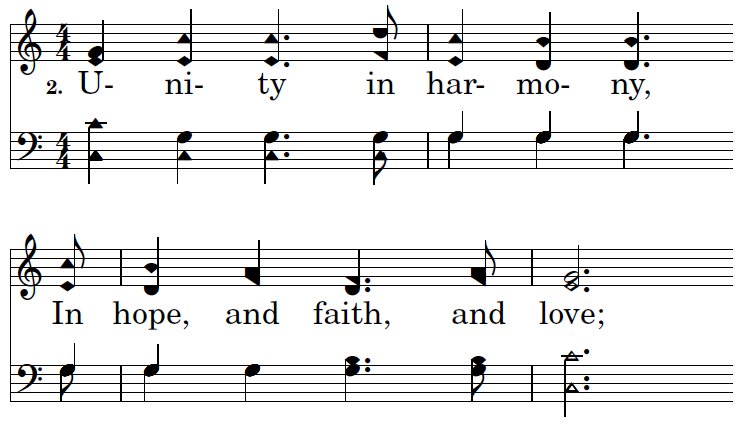 2. U- ni- ty in har- mo- ny,
In hope, and faith, and love;